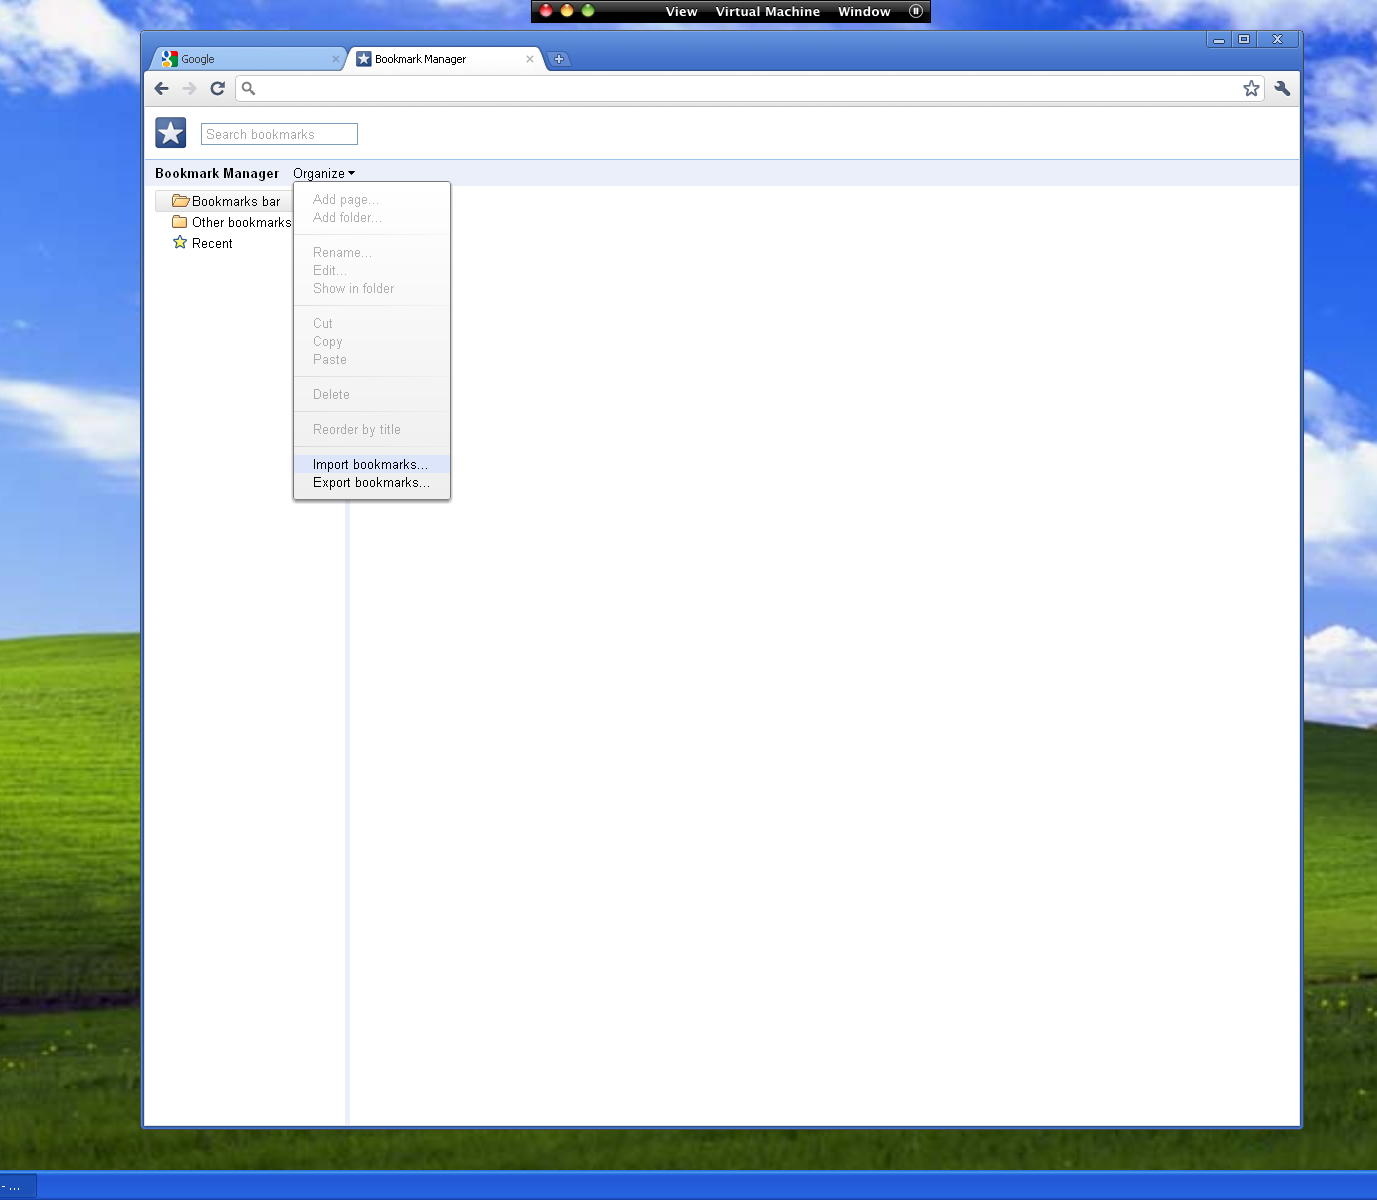 View Virtual Machine Window
Google
Bookmark Manager
Search bookmarks
Bookmark Manager Organize
Bookmarks bar
Other bookmarks
Recent
Add page...
Add folder...
Rename...
Edit...
Show in folder
Cut
Copy
Paste
Delete
Reorder by title
Import bookmarks...
Export bookmarks...
- ...